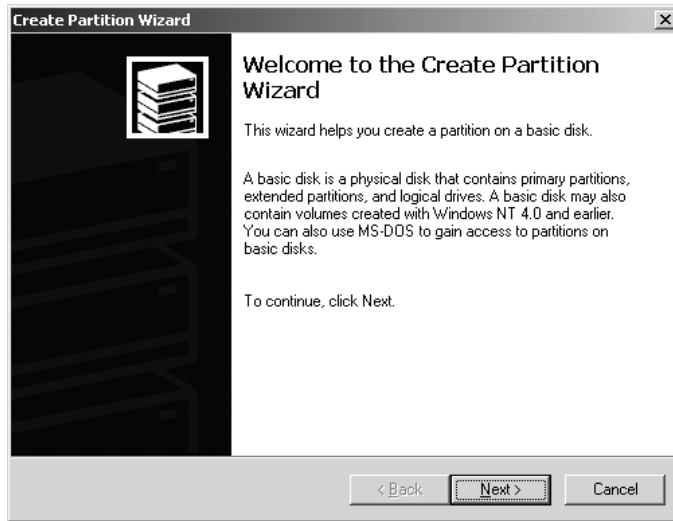 Create Partition Wizard
Welcome to the Create Partition
Wizard
This wizard helps you create a partition on a basic disk.
A basic disk is a physical disk that contains primary partitions,
extended partitions, and logical drives. A basic disk may also
contain volumes created with Windows NT 4.0 and earlier.
You can also use MS-DOS to gain access to partitions on
basic disks.
To continue, click Next.
< Back
Next >
Cancel